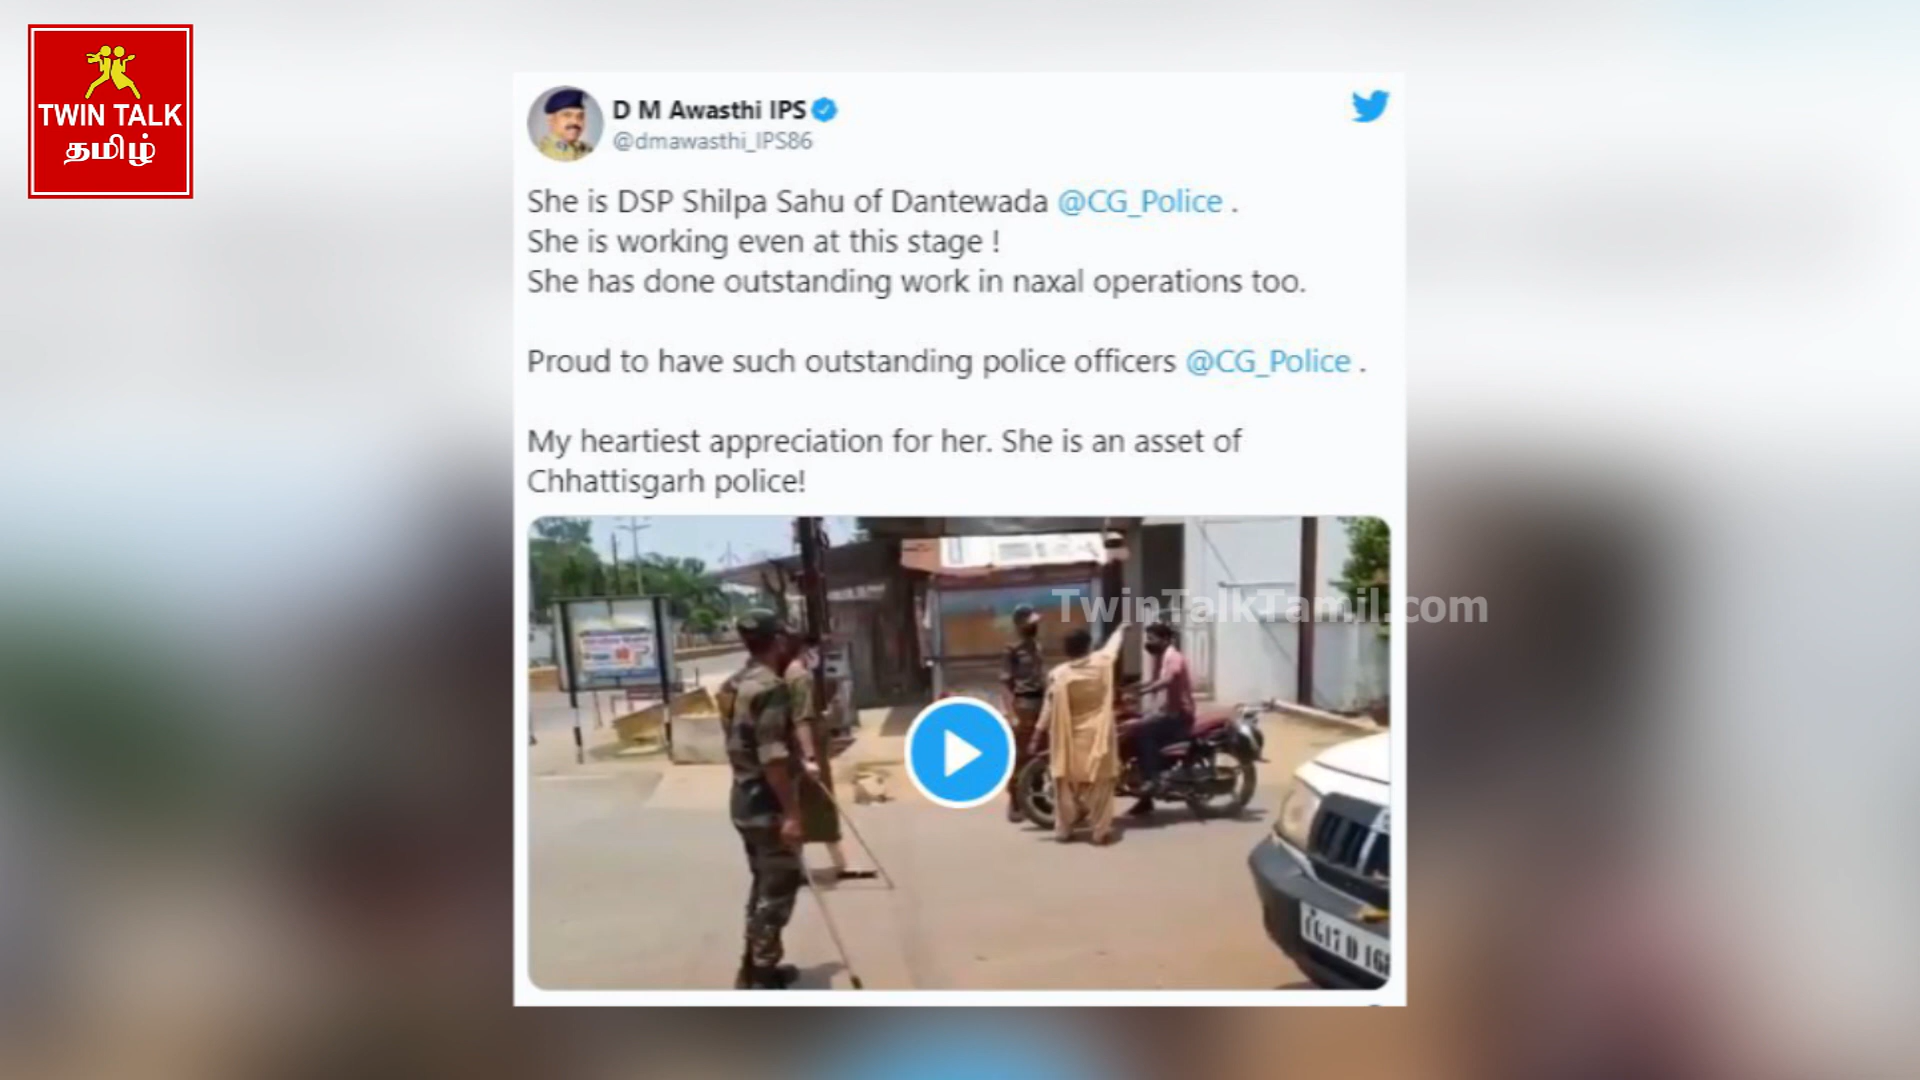 TWIN TALK
தமிழ்
D M Awasthi IPS
@dmawasthi_IPS86
She is DSP Shilpa Sahu of Dantewada @CG_Police .
She is working even at this stage !
She has done outstanding work in naxal operations too.
Proud to have such outstanding police officers @CG_Police .
My heartiest appreciation for her. She is an asset of
Chhattisgarh police!
TwinTalkTamil.com